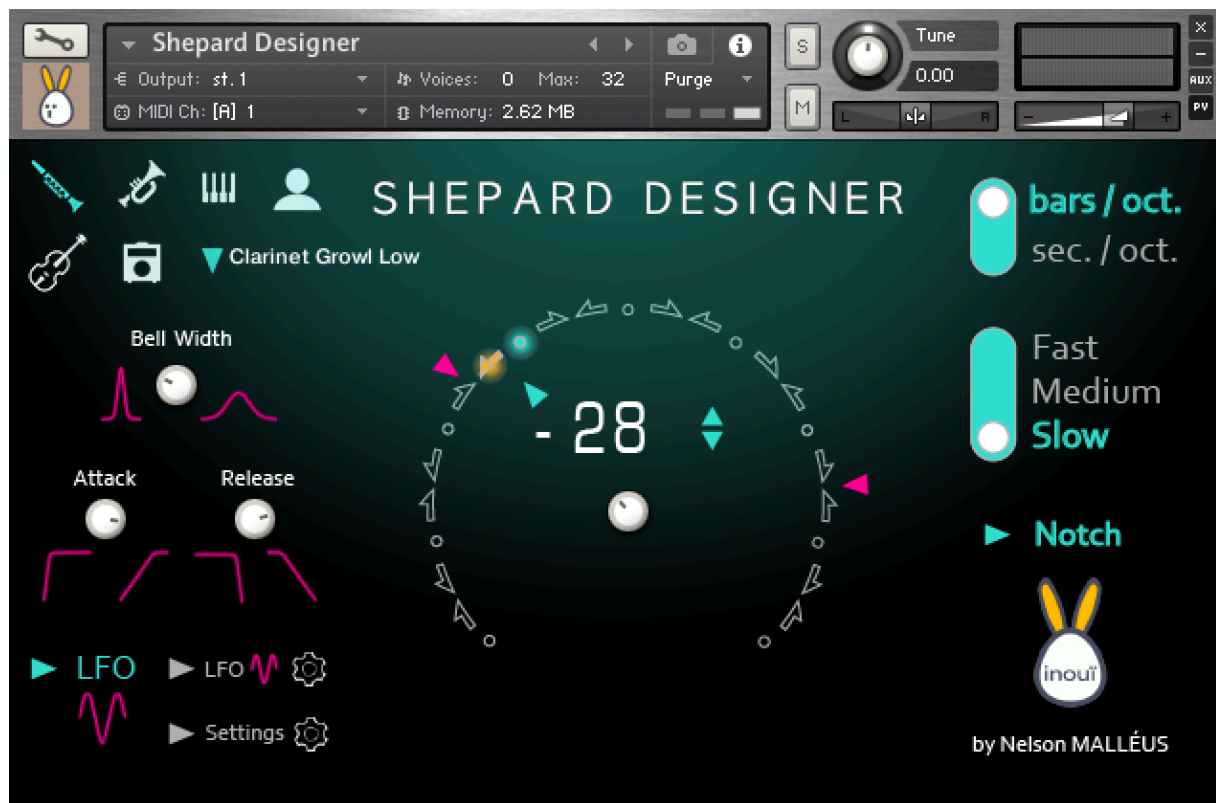 Shepard Designer
Output: st. 1
Voices: 0 Max: 32
Purge
MIDI Ch: [A] 1
Memory: 2.62 MB
S
M
Tune
0.00
L
R
-
+
x
-
AUX
PV
SHEPARD DESIGNER
bars / oct.
sec. / oct.
Clarinet Growl Low
Bell Width
- 28
Fast
Medium
Slow
Attack
Release
Notch
LFO
LFO
Settings
inouï
by Nelson MALLÉUS